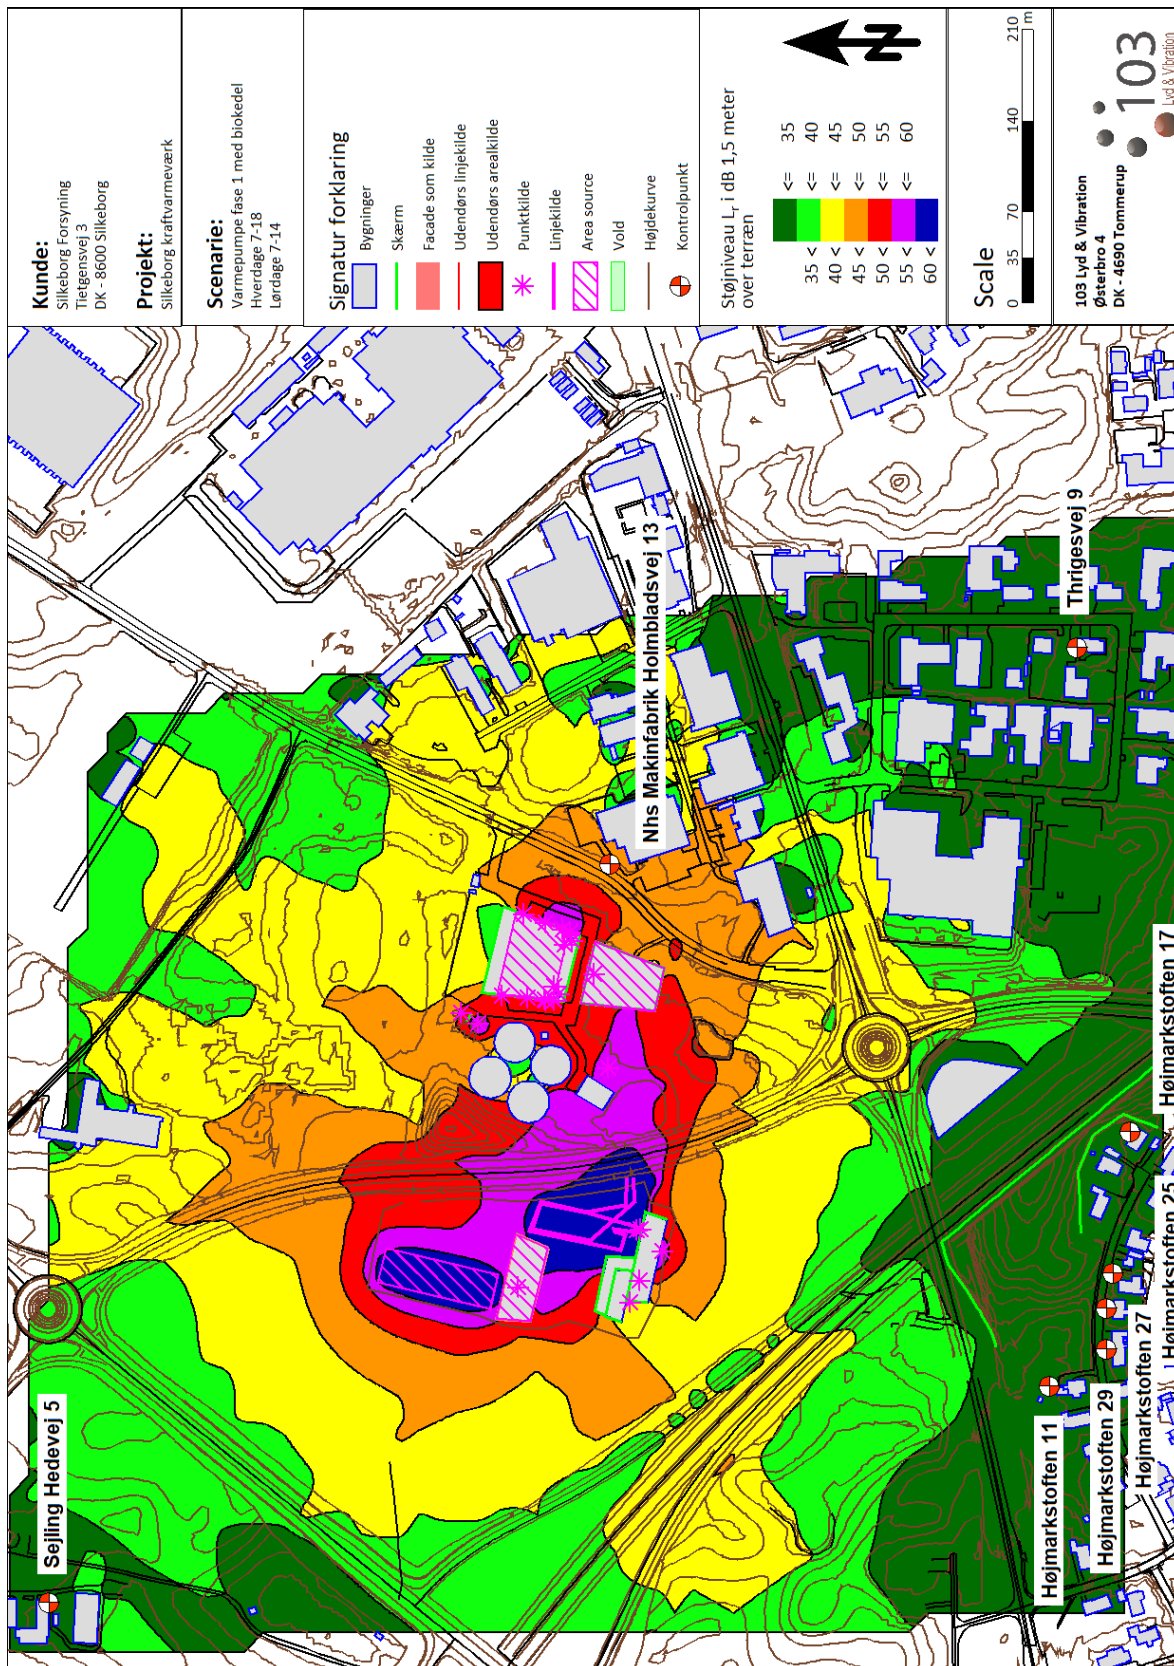 Kunde:
Silkeborg Forsyning
Tietgensvej 3
DK - 8600 Silkeborg
Projekt:
Silkeborg kraftvarmeværk
Scenarie:
Varmepumpe fase 1 med biokedel
Hverdage 7-18
Lørdage 7-14
Signatur forklaring
Bygninger
Skærm
Facade som kilde
Udendørs linjekilde
Udendørs arealkilde
Punktkilde
Linjekilde
Area source
Vold
Højdekurve
Kontrolpunkt
Støjniveau Lr i dB 1,5 meter
over terræn
<= 35
35 < <= 40
40 < <= 45
45 < <= 50
50 < <= 55
55 < <= 60
60 <
N
Scale
0 35 70 140 210
m
103 Lyd & Vibration
Østerbro 4
DK - 4690 Tommerup
103
Lyd & Vibration
Sejling Hedevej 5
Nhs Makinfabrik Holmbladsvej 13
Thrigesvej 9
Højmarkstoften 11
Højmarkstoften 29
Højmarkstoften 27
Højmarkstoften 25
Højmarkstoften 17